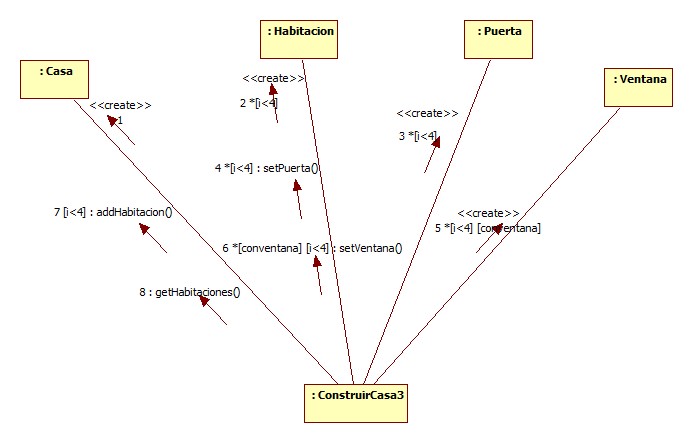 : Habitacion
: Puerta
: Casa
: Ventana
<<create>>
1
<<create>>
2 *[i<4]
<<create>>
3 *[i<4]
4 *[i<4] : setPuerta()
7 [i<4] : addHabitacion()
<<create>>
5 *[i<4] [conventana]
6 *[conventana] [i<4] : setVentana()
8 : getHabitaciones()
: ConstruirCasa3